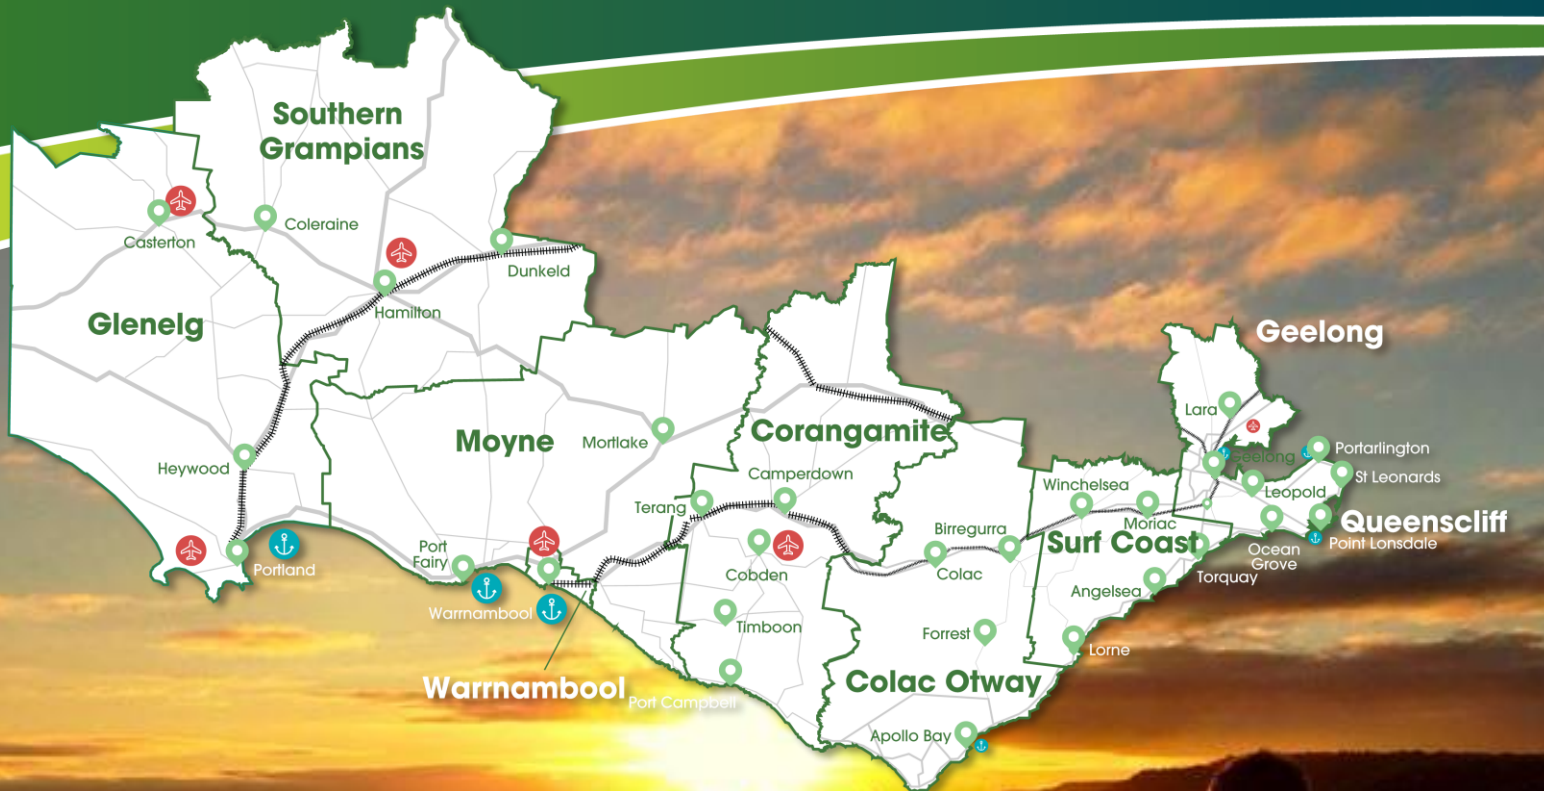 Southern
Grampians
Coleraine
Casterton
Dunkeld
Hamilton
Glenelg
Geelong
Lara
Moyne
Mortlake
Corangamite
Portarlington
Geelong
Heywood
Camperdown
Winchelsea
St Leonards
Leopold
Terang
Moriac
Queenscliff
Birregurra
Surf Coast
Point Lonsdale
Port
Fairy
Ocean
Grove
Portland
Cobden
Colac
Torquay
Angelsea
Warrnambool
Timboon
Forrest
Lorne
Warrnambool
Port Campbell
Colac Otway
Apollo Bay